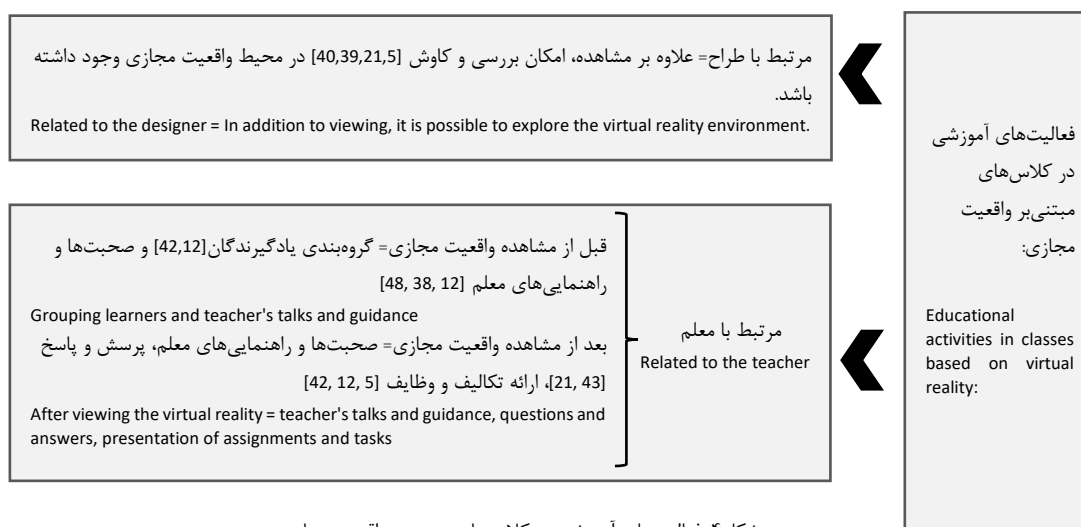 فعالیت‌های آموزشی
در کلاس‌های
مبتنی‌بر واقعیت
مجازی:
Educational
activities in classes
based on virtual
reality:
مرتبط با طراح= علاوه بر مشاهده، امکان بررسی و کاوش [40,39,21,5] در محیط واقعیت مجازی وجود داشته
باشد.
Related to the designer = In addition to viewing, it is possible to explore the virtual reality environment.
مرتبط با معلم
Related to the teacher
قبل از مشاهده واقعیت مجازی= گروه‌بندی یادگیرندگان[42,12] و صحبت‌ها و
راهنمایی‌های معلم [12 ,38 ,48]
Grouping learners and teacher's talks and guidance
بعد از مشاهده واقعیت مجازی= صحبت‌ها و راهنمایی‌های معلم، پرسش و پاسخ
[43 ,21]، ارائه تکالیف و وظایف [5 ,12 ,42]
After viewing the virtual reality = teacher's talks and guidance, questions and
answers, presentation of assignments and tasks